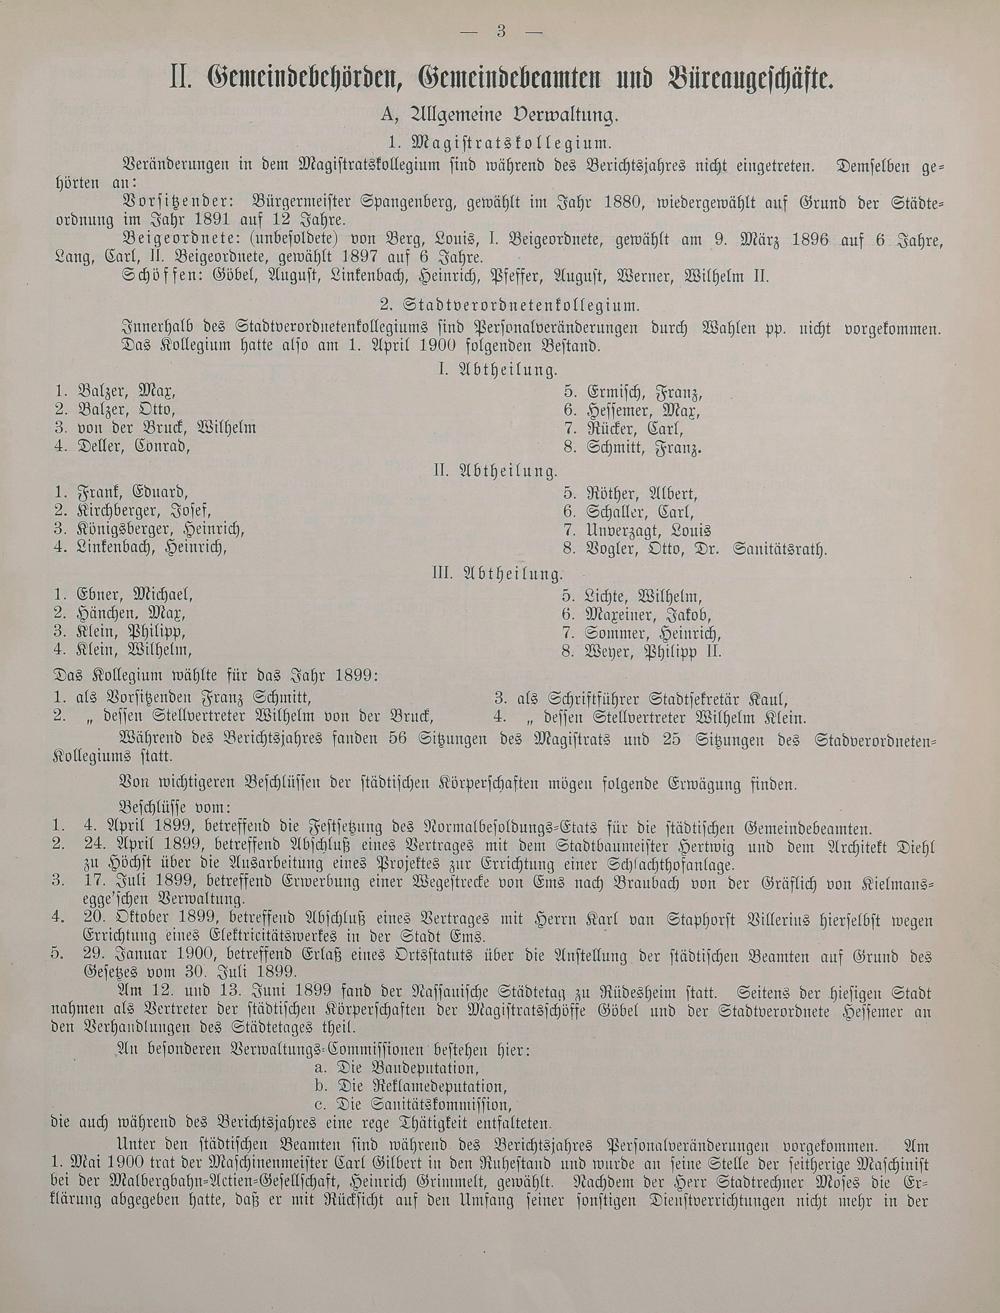 — 3 —
II. Gemeindebehörden, Gemeindebeamten und Büreaugeschäfte.
A, Allgemeine Verwaltung.
1. Magistratskollegium.
Veränderungen in dem Magistratskollegium sind während des Berichtsjahres nicht eingetreten. Demselben ge-
hörten an:
Vorsitzender: Bürgermeister Spangenberg, gewählt im Jahr 1880, wiedergewählt auf Grund der Städte-
ordnung im Jahr 1891 auf 12 Jahre.
Beigeordnete: (unbesoldete) von Berg, Louis, I. Beigeordnete, gewählt am 9. März 1896 auf 6 Jahre,
Lang, Carl, II. Beigeordnete, gewählt 1897 auf 6 Jahre.
Schöffen: Göbel, August, Linkenbach, Heinrich, Pfeffer, August, Werner, Wilhelm II.
2. Stadtverordnetenkollegium.
Innerhalb des Stadtverordnetenkollegiums sind Personalveränderungen durch Wahlen pp. nicht vorgekommen.
Das Kollegium hatte also am 1. April 1900 folgenden Bestand.
I. Abtheilung.
1. Balzer, Max, 5. Ermisch, Franz,
2. Balzer, Otto, 6. Hessemer, Max,
3. von der Bruck, Wilhelm 7. Rücker, Carl,
4. Deller, Conrad, 8. Schmitt, Franz.
II. Abtheilung.
1. Frank, Eduard, 5. Röther, Albert,
2. Kirchberger, Josef, 6. Schaller, Carl,
3. Königsberger, Heinrich, 7. Unverzagt, Louis
4. Linkenbach, Heinrich, 8. Vogler, Otto, Dr. Sanitätsrath.
III. Abtheilung.
1. Ebner, Michael, 5. Lichte, Wilhelm,
2. Hänchen, Max, 6. Maxeiner, Jakob,
3. Klein, Philipp, 7. Sommer, Heinrich,
4. Klein, Wilhelm, 8. Weyer, Philipp II.
Das Kollegium wählte für das Jahr 1899:
1. als Vorsitzenden Franz Schmitt, 3. als Schriftführer Stadtsekretär Kaul,
2. „ dessen Stellvertreter Wilhelm von der Bruck, 4. „ dessen Stellvertreter Wilhelm Klein.
Während des Berichtsjahres fanden 56 Sitzungen des Magistrats und 25 Sitzungen des Stadverordneten-
Kollegiums statt.
Von wichtigeren Beschlüssen der städtischen Körperschaften mögen folgende Erwägung finden.
Beschlüsse vom:
1. 4. April 1899, betreffend die Festsetzung des Normalbesoldungs-Etats für die städtischen Gemeindebeamten.
2. 24. April 1899, betreffend Abschluß eines Vertrages mit dem Stadtbaumeister Hertwig und dem Architekt Diehl
zu Höchst über die Ausarbeitung eines Projektes zur Errichtung einer Schlachthofanlage.
3. 17. Juli 1899, betreffend Erwerbung einer Wegestrecke von Ems nach Braubach von der Gräflich von Kielmans-
egge'schen Verwaltung.
4. 20. Oktober 1899, betreffend Abschluß eines Vertrages mit Herrn Karl van Staphorst Villerius hierselbst wegen
Errichtung eines Elektricitätswerkes in der Stadt Ems.
5. 29. Januar 1900, betreffend Erlaß eines Ortsstatuts über die Anstellung der städtischen Beamten auf Grund des
Gesetzes vom 30. Juli 1899.
Am 12. und 13. Juni 1899 fand der Nassauische Städtetag zu Rüdesheim statt. Seitens der hiesigen Stadt
nahmen als Vertreter der städtischen Körperschaften der Magistratsschöffe Göbel und der Stadtverordnete Hessemer an
den Verhandlungen des Städtetages theil.
An besonderen Verwaltungs-Commissionen bestehen hier:
a. Die Baudeputation,
b. Die Reklamedeputation,
c. Die Sanitätskommission,
die auch während des Berichtsjahres eine rege Thätigkeit entfalteten.
Unter den städtischen Beamten sind während des Berichtsjahres Personalveränderungen vorgekommen. Am
1. Mai 1900 trat der Maschinenmeister Carl Gilbert in den Ruhestand und wurde an seine Stelle der seitherige Maschinist
bei der Malbergbahn-Actien-Gesellschaft, Heinrich Grimmelt, gewählt. Nachdem der Herr Stadtrechner Moses die Er-
klärung abgegeben hatte, daß er mit Rücksicht auf den Umfang seiner sonstigen Dienstverrichtungen nicht mehr in der